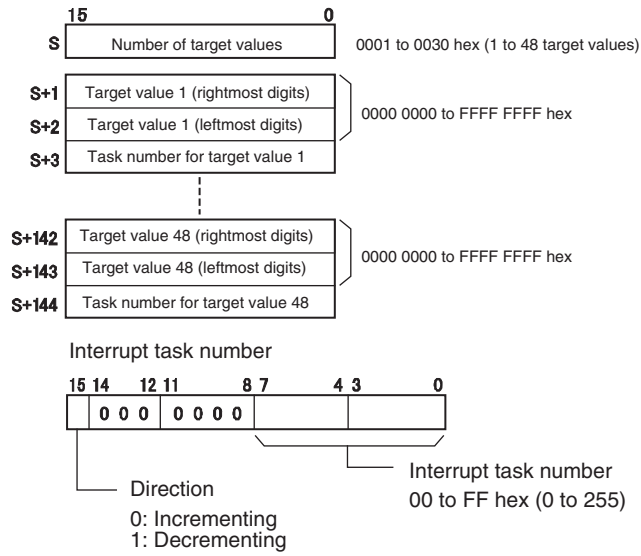 15 0
S Number of target values 0001 to 0030 hex (1 to 48 target values)
S+1 Target value 1 (rightmost digits)
0000 0000 to FFFF FFFF hex
S+2 Target value 1 (leftmost digits)
S+3 Task number for target value 1
S+142 Target value 48 (rightmost digits)
0000 0000 to FFFF FFFF hex
S+143 Target value 48 (leftmost digits)
S+144 Task number for target value 48
Interrupt task number
15 14 12 11 8 7 4 3 0
0 0 0 0 0 0 0
Interrupt task number
00 to FF hex (0 to 255)
Direction
0: Incrementing
1: Decrementing